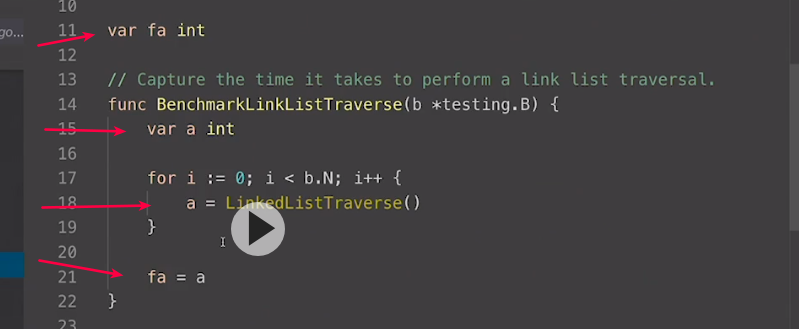 10
go...
11 var fa int
12
13 // Capture the time it takes to perform a link list traversal.
14 func BenchmarkLinkListTraverse(b *testing.B) {
15 var a int
16
17 for i := 0; i < b.N; i++ {
18 a = LinkedListTraverse()
19 }
20
21 fa = a
22 }
23